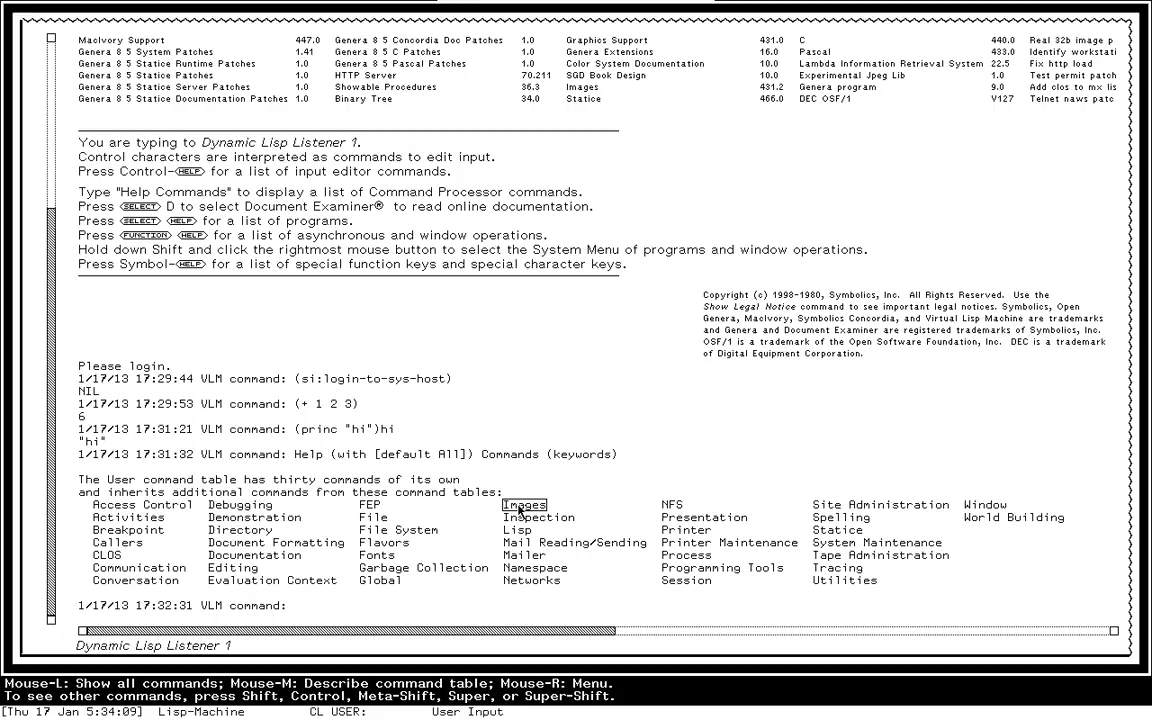 MacIvory Support 447.0 Genera 8 5 Concordia Doc Patches 1.0 Graphics Support 431.0 C 440.0 Real 32b image p
Genera 8 5 System Patches 1.41 Genera 8 5 C Patches 1.0 Genera Extensions 16.0 Pascal 433.0 Identify workstati
Genera 8 5 Statice Runtime Patches 1.0 Genera 8 5 Pascal Patches 1.0 Color System Documentation 10.0 Lambda Information Retrieval System 22.5 Fix http load
Genera 8 5 Statice Patches 1.0 HTTP Server 70.211 SGD Book Design 10.0 Experimental Jpeg Lib 1.0 Test permit patch
Genera 8 5 Statice Server Patches 1.0 Showable Procedures 36.3 Images 431.2 Genera program 9.0 Add clos to mx lis
Genera 8 5 Statice Documentation Patches 1.0 Binary Tree 34.0 Statice 466.0 DEC OSF/1 V127 Telnet naws patc
You are typing to Dynamic Lisp Listener 1.
Control characters are interpreted as commands to edit input.
Press Control-HELP for a list of input editor commands.
Type "Help Commands" to display a list of Command Processor commands.
Press SELECT D to select Document Examiner® to read online documentation.
Press SELECT HELP for a list of programs.
Press FUNCTION HELP for a list of asynchronous and window operations.
Hold down Shift and click the rightmost mouse button to select the System Menu of programs and window operations.
Press Symbol-HELP for a list of special function keys and special character keys.
Copyright (c) 1998-1980, Symbolics, Inc. All Rights Reserved. Use the
Show Legal Notice command to see important legal notices. Symbolics, Open
Genera, MacIvory, Symbolics Concordia, and Virtual Lisp Machine are trademarks
and Genera and Document Examiner are registered trademarks of Symbolics, Inc.
OSF/1 is a trademark of the Open Software Foundation, Inc. DEC is a trademark
of Digital Equipment Corporation.
Please login.
1/17/13 17:29:44 VLM command: (si:login-to-sys-host)
NIL
1/17/13 17:29:53 VLM command: (+ 1 2 3)
6
1/17/13 17:31:21 VLM command: (princ "hi")hi
"hi"
1/17/13 17:31:32 VLM command: Help (with [default All]) Commands (keywords)
The User command table has thirty commands of its own
and inherits additional commands from these command tables:
Access Control Debugging FEP Images NFS Site Administration Window
Activities Demonstration File Inspection Presentation Spelling World Building
Breakpoint Directory File System Lisp Printer Statice
Callers Document Formatting Flavors Mail Reading/Sending Printer Maintenance System Maintenance
CLOS Documentation Fonts Mailer Process Tape Administration
Communication Editing Garbage Collection Namespace Programming Tools Tracing
Conversation Evaluation Context Global Networks Session Utilities
1/17/13 17:32:31 VLM command:
Dynamic Lisp Listener 1
Mouse-L: Show all commands; Mouse-M: Describe command table; Mouse-R: Menu.
To see other commands, press Shift, Control, Meta-Shift, Super, or Super-Shift.
[Thu 17 Jan 5:34:09] Lisp-Machine CL USER: User Input